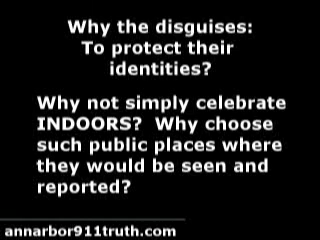 Why the disguises:
To protect their
identities?
Why not simply celebrate
INDOORS?  Why choose
such public places where
they would be seen and
reported?
annarbor911truth.com